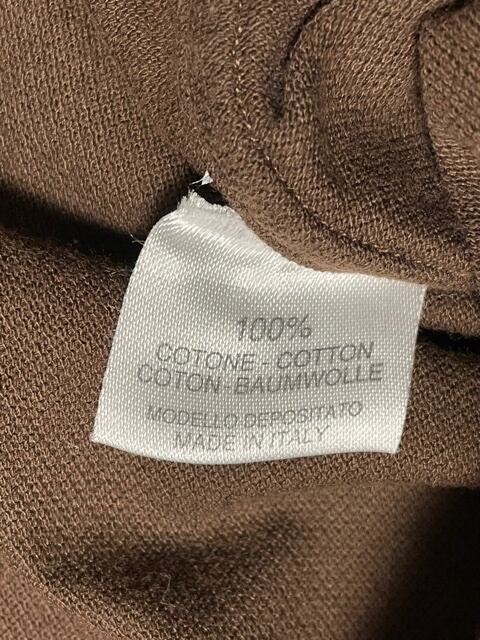 100%
COTONE - COTTON
COTON - BAUMWOLLE
MODELLO DEPOSITATO
MADE IN ITALY